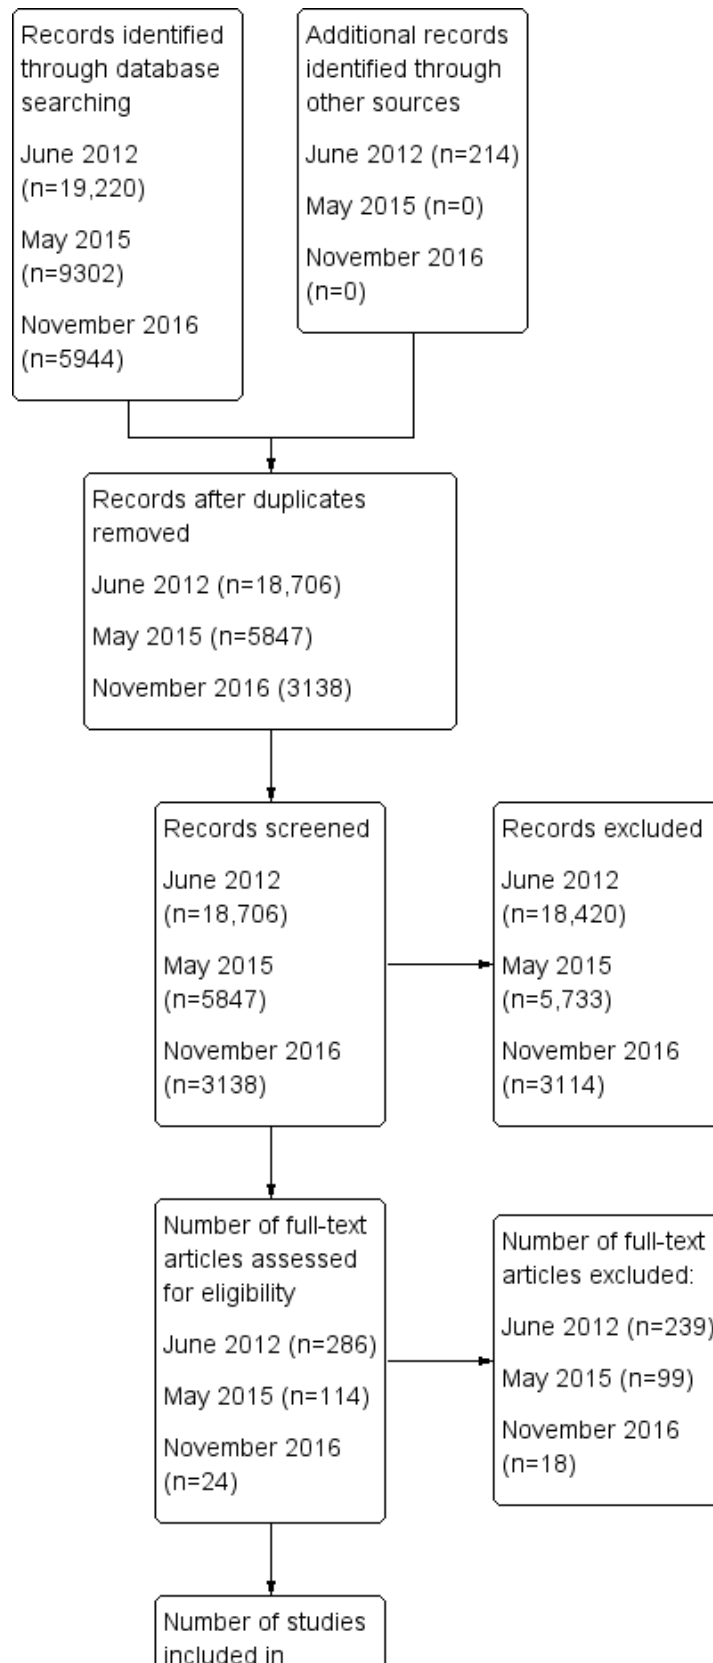 Records identified
through database
searching
June 2012
(n=19,220)
May 2015
(n=9302)
November 2016
(n=5944)
Additional records
identified through
other sources
June 2012 (n=214)
May 2015 (n=0)
November 2016
(n=0)
Records after duplicates
removed
June 2012 (n=18,706)
May 2015 (n=5847)
November 2016 (3138)
Records screened
June 2012
(n=18,706)
May 2015
(n=5847)
November 2016
(n=3138)
Records excluded
June 2012
(n=18,420)
May 2015
(n=5,733)
November 2016
(n=3114)
Number of full-text
articles assessed
for eligibility
June 2012 (n=286)
May 2015 (n=114)
November 2016
(n=24)
Number of full-text
articles excluded:
June 2012 (n=239)
May 2015 (n=99)
November 2016
(n=18)
Number of studies
included in